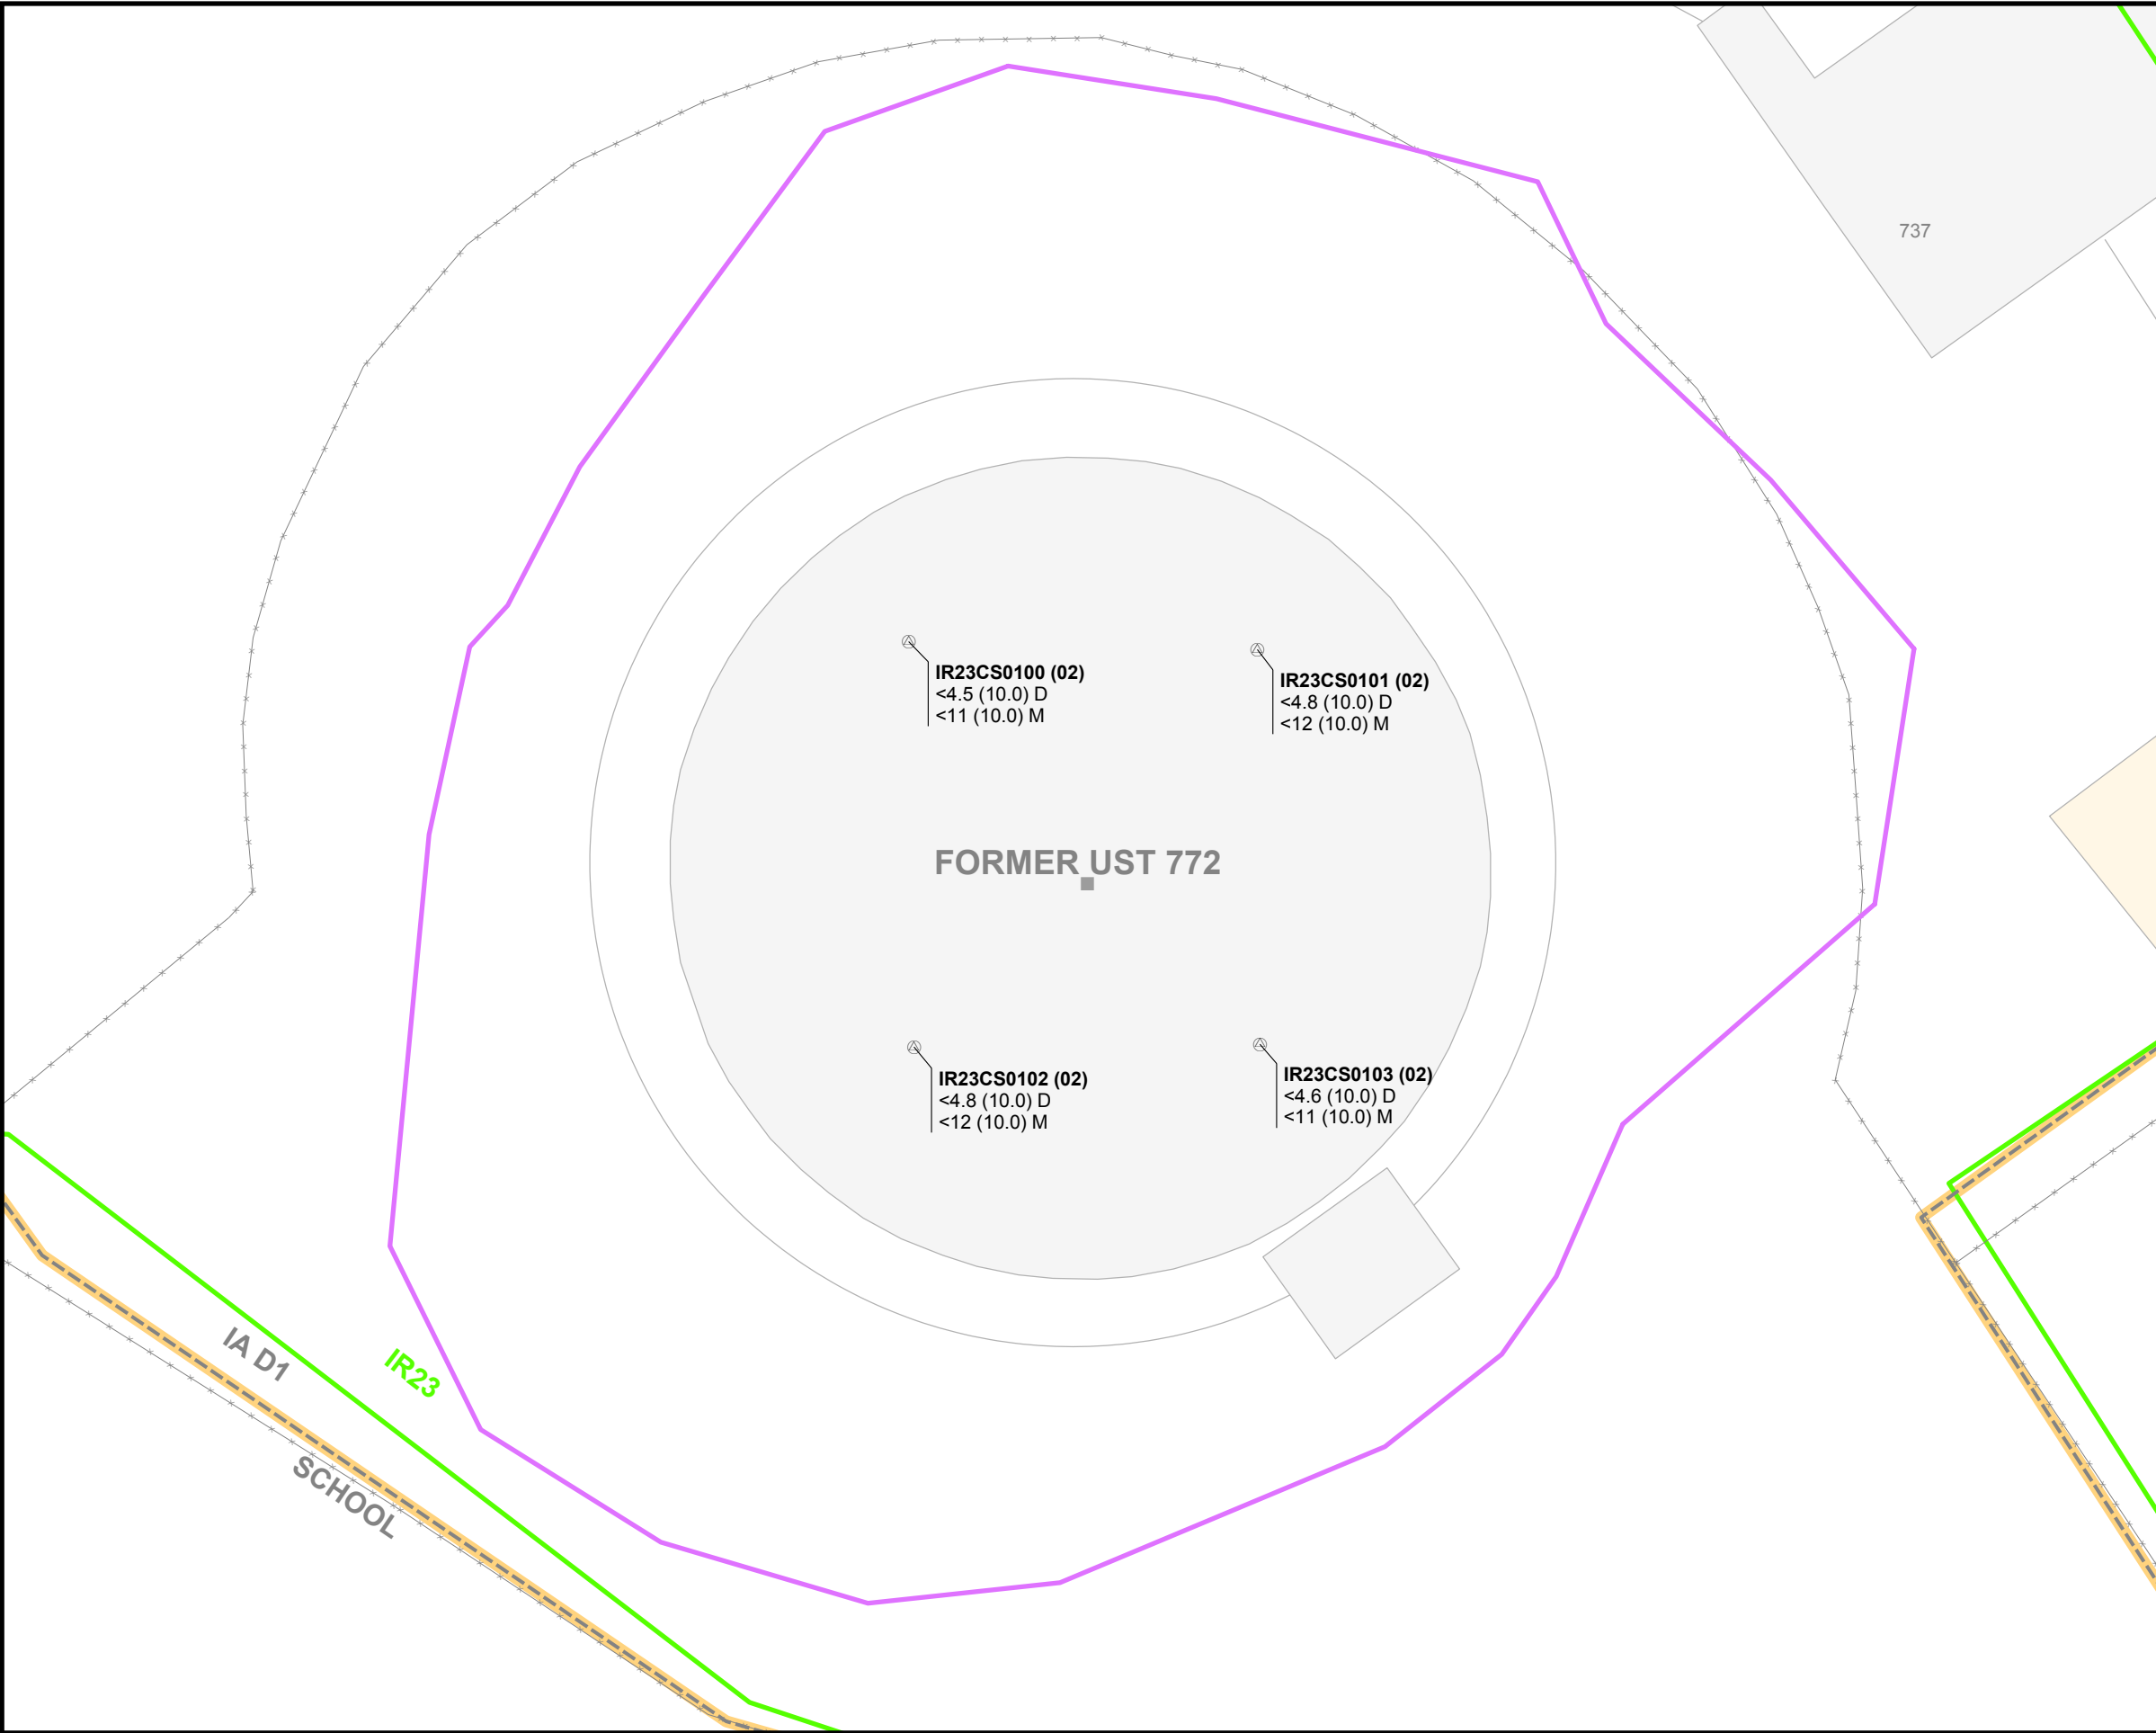 737
IR23CS0100 (02)
<4.5 (10.0) D
<11 (10.0) M
IR23CS0101 (02)
<4.8 (10.0) D
<12 (10.0) M
FORMER UST 772
IR23CS0102 (02)
<4.8 (10.0) D
<12 (10.0) M
IR23CS0103 (02)
<4.6 (10.0) D
<11 (10.0) M
IA D1
IR23
SCHOOL